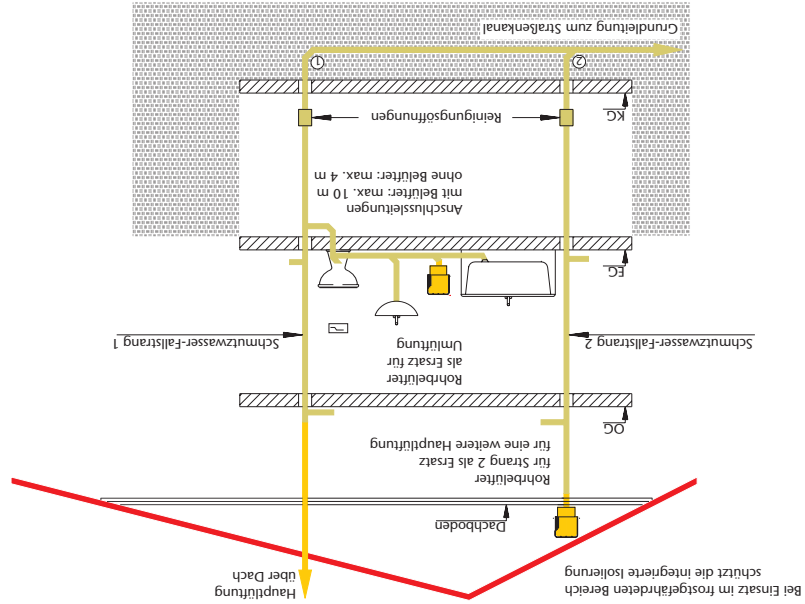 Bei Einsatz im frostgefährdeten Bereich
schützt die integrierte Isolierung
Hauptlüftung
über Dach
Dachboden
Rohrbelüfter
für Strang 2 als Ersatz
für eine weitere Hauptlüftung
OG
Schmutzwasser-Fallstrang 2
Rohrbelüfter
als Ersatz für
Umlüftung
Schmutzwasser-Fallstrang 1
EG
Anschlussleitungen
mit Belüfter: max. 10 m
ohne Belüfter: max. 4 m
Reinigungsöffnungen
KG
2
1
Grundleitung zum Straßenkanal